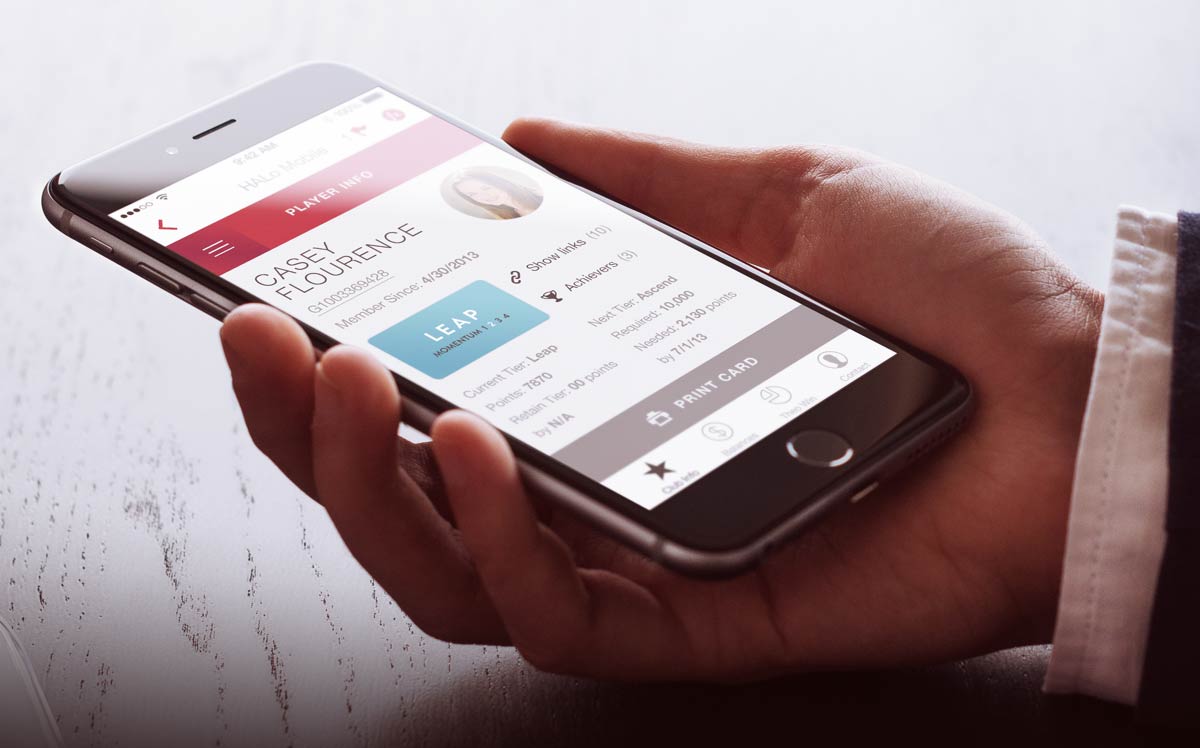 9:42 AM
100%
HALo Mobile
1
PLAYER INFO
CASEY
FLOURENCE
G1003369428
Member Since: 4/30/2013
LEAP
MOMENTUM 1 2 3 4
Show links (10)
Achievers (3)
Current Tier: Leap
Points: 7870
Retain Tier: 00 points
by N/A
Next Tier: Ascend
Required: 10,000
Needed: 2,130 points
by 7/1/13
PRINT CARD
Club Info
$
Balances
Theo Win
Contact